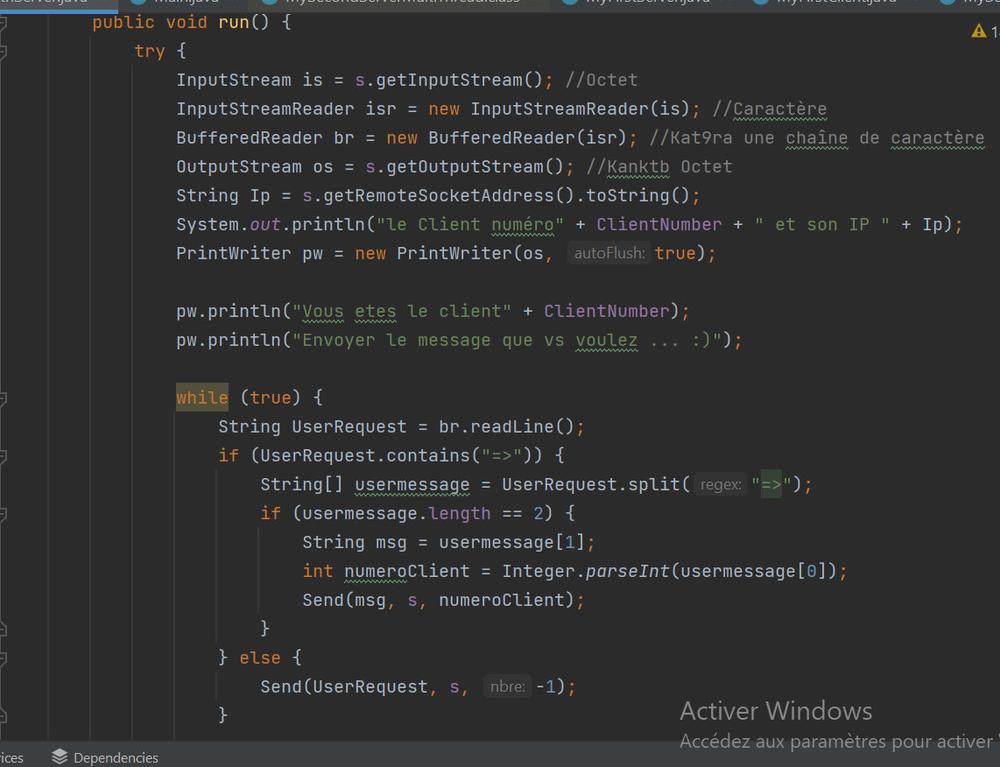 public void run() {
try {
InputStream is = s.getInputStream(); //Octet
InputStreamReader isr = new InputStreamReader(is); //Caractère
BufferedReader br = new BufferedReader(isr); //Kat9ra une chaîne de caractère
OutputStream os = s.getOutputStream(); //Kanktb Octet
String Ip = s.getRemoteSocketAddress().toString();
System.out.println("le Client numéro" + ClientNumber + " et son IP " + Ip);
PrintWriter pw = new PrintWriter(os, autoFlush: true);
pw.println("Vous etes le client" + ClientNumber);
pw.println("Envoyer le message que vs voulez ... :)");
while (true) {
String UserRequest = br.readLine();
if (UserRequest.contains("=>")) {
String[] usermessage = UserRequest.split( regex: "=>");
if (usermessage.length == 2) {
String msg = usermessage[1];
int numeroClient = Integer.parseInt(usermessage[0]);
Send(msg, s, numeroClient);
}
} else {
Send(UserRequest, s, nbre: -1);
}
Activer Windows
Accédez aux paramètres pour activer
Dependencies